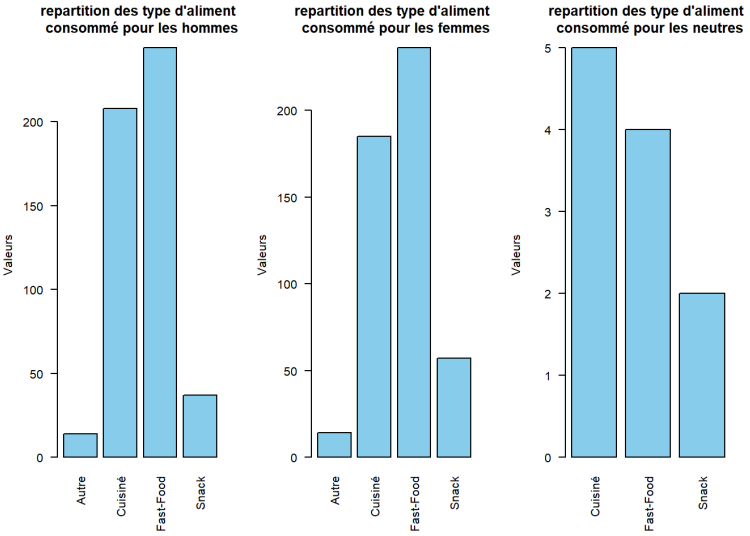 repartition des type d'aliment
consommé pour les hommes
Valeurs
200
150
100
50
0
Autre
Cuisiné
Fast-Food
Snack
repartition des type d'aliment
consommé pour les femmes
Valeurs
200
150
100
50
0
Autre
Cuisiné
Fast-Food
Snack
repartition des type d'aliment
consommé pour les neutres
Valeurs
5
4
3
2
1
0
Cuisiné
Fast-Food
Snack